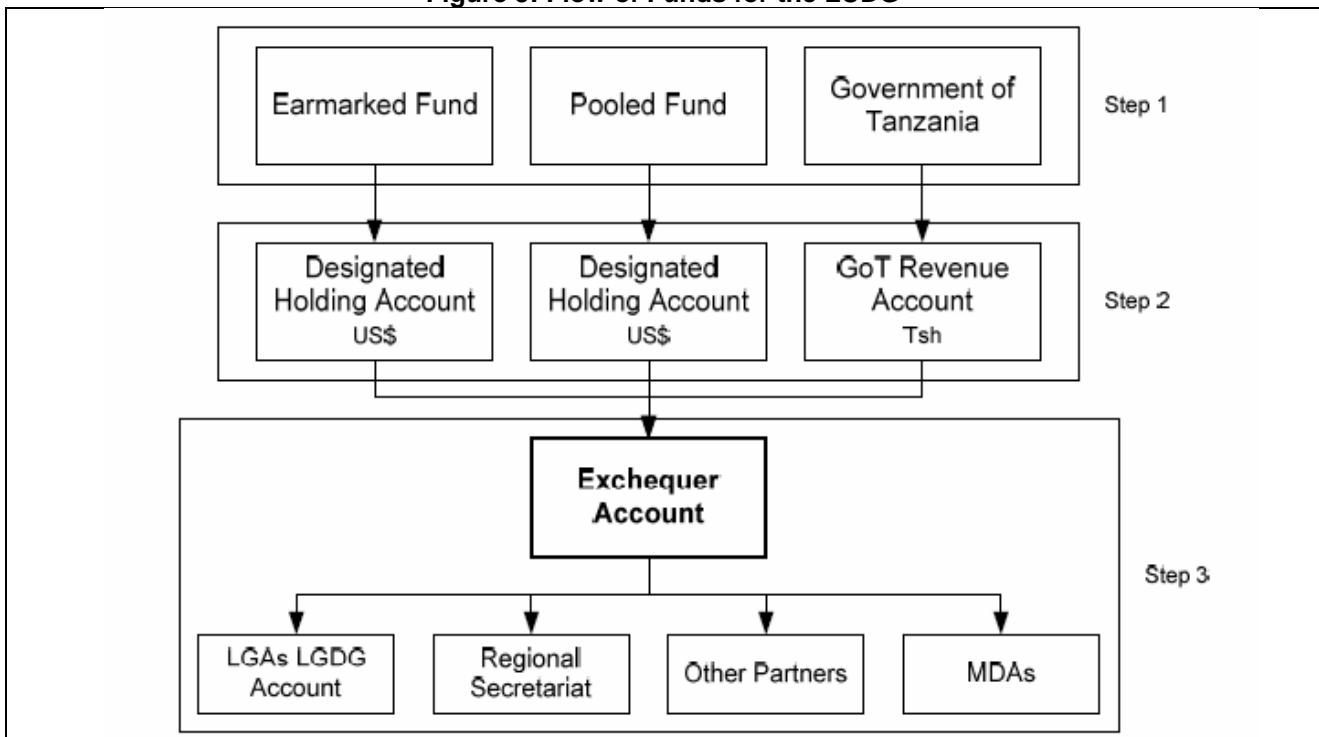 Figure Flow of Funds for the LGDG
Earmarked Fund
Pooled Fund
Government of
Tanzania
Step 1
Designated
Holding Account
US$
Designated
Holding Account
US$
GoT Revenue
Account
Tsh
Step 2
Exchequer
Account
Step 3
LGAs LGDG
Account
Regional
Secretariat
Other Partners
MDAs